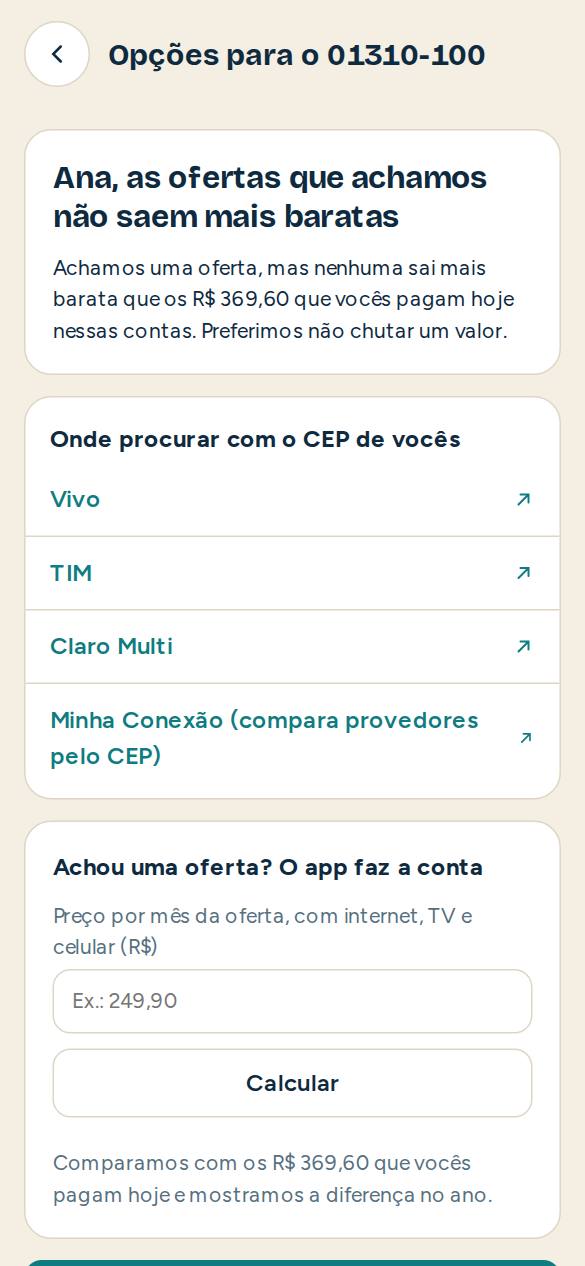 Opções para o 01310-100
Ana, as ofertas que achamos
não saem mais baratas
Achamos uma oferta, mas nenhuma sai mais
barata que os R$ 369,60 que vocês pagam hoje
nessas contas. Preferimos não chutar um valor.
Onde procurar com o CEP de vocês
Vivo
TIM
Claro Multi
Minha Conexão (compara provedores
pelo CEP)
Achou uma oferta? O app faz a conta
Preço por mês da oferta, com internet, TV e
celular (R$)
Ex.: 249,90
Calcular
Comparamos com os R$ 369,60 que vocês
pagam hoje e mostramos a diferença no ano.